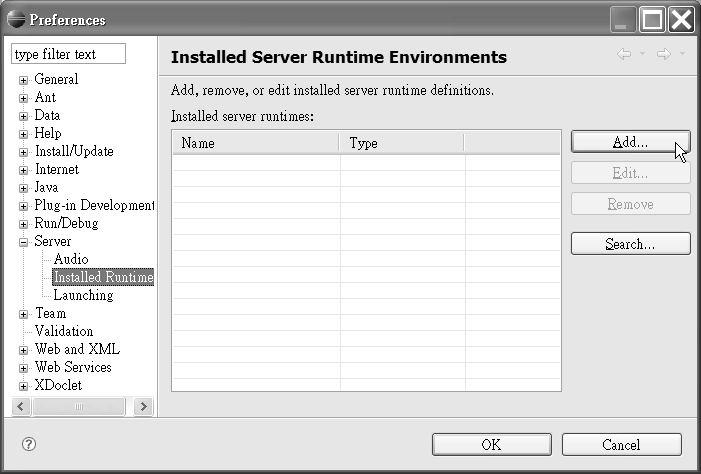 Preferences
type filter text
General
Ant
Data
Help
Install/Update
Internet
Java
Plug-in Development
Run/Debug
Server
Audio
Installed Runtime
Launching
Team
Validation
Web and XML
Web Services
XDoclet
Installed Server Runtime Environments
Add, remove, or edit installed server runtime definitions.
Installed server runtimes:
Name Type
Add...
Edit...
Remove
Search...
?
OK Cancel